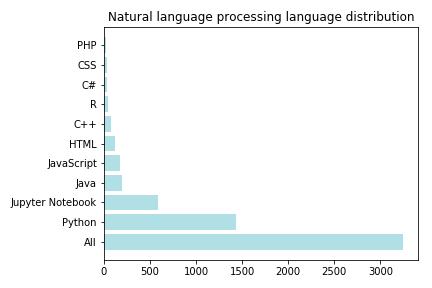 Natural language processing language distribution
PHP
CSS
C#
R
C++
HTML
JavaScript
Java
Jupyter Notebook
Python
All
0 500 1000 1500 2000 2500 3000